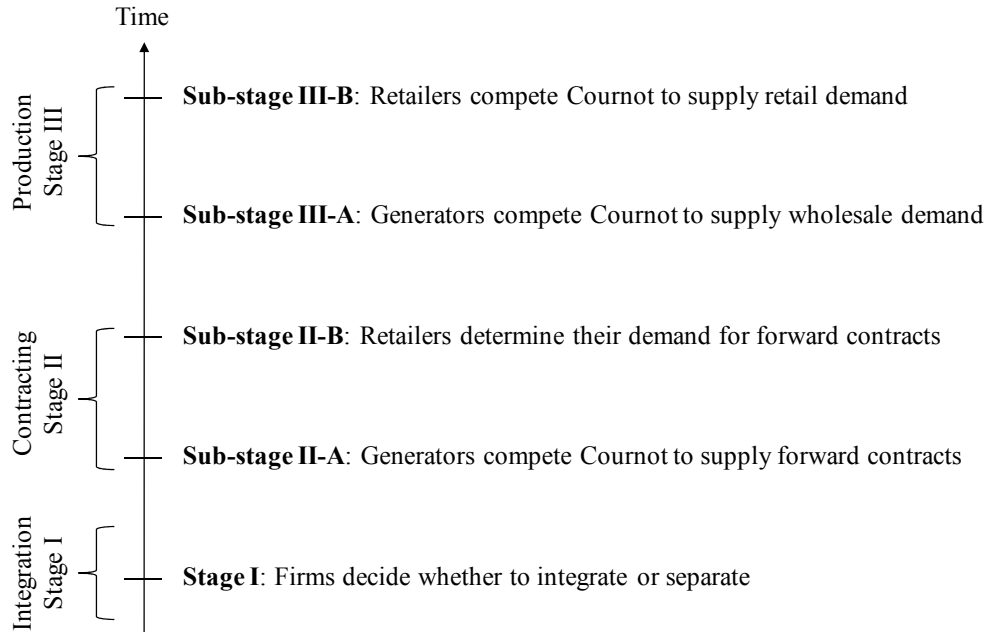 Time
Production
Stage III
Sub-stage III-B: Retailers compete Cournot to supply retail demand
Sub-stage III-A: Generators compete Cournot to supply wholesale demand
Contracting
Stage II
Sub-stage II-B: Retailers determine their demand for forward contracts
Sub-stage II-A: Generators compete Cournot to supply forward contracts
Integration
Stage I
Stage I: Firms decide whether to integrate or separate